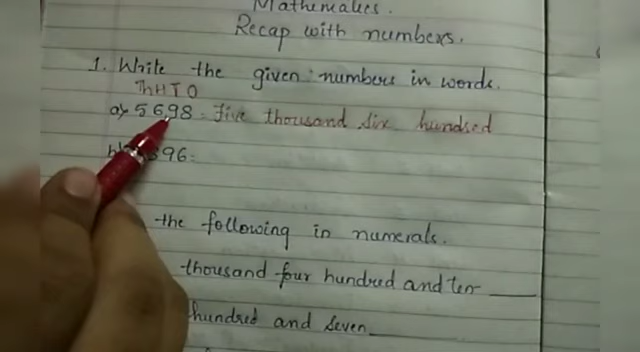 Mathematics.
Recap with numbers.
1. Write the given numbers in words.
Th H T O
a) 5698 = five thousand six hundred
96:
the following in numerals.
thousand four hundred and ten ____
hundred and seven ____